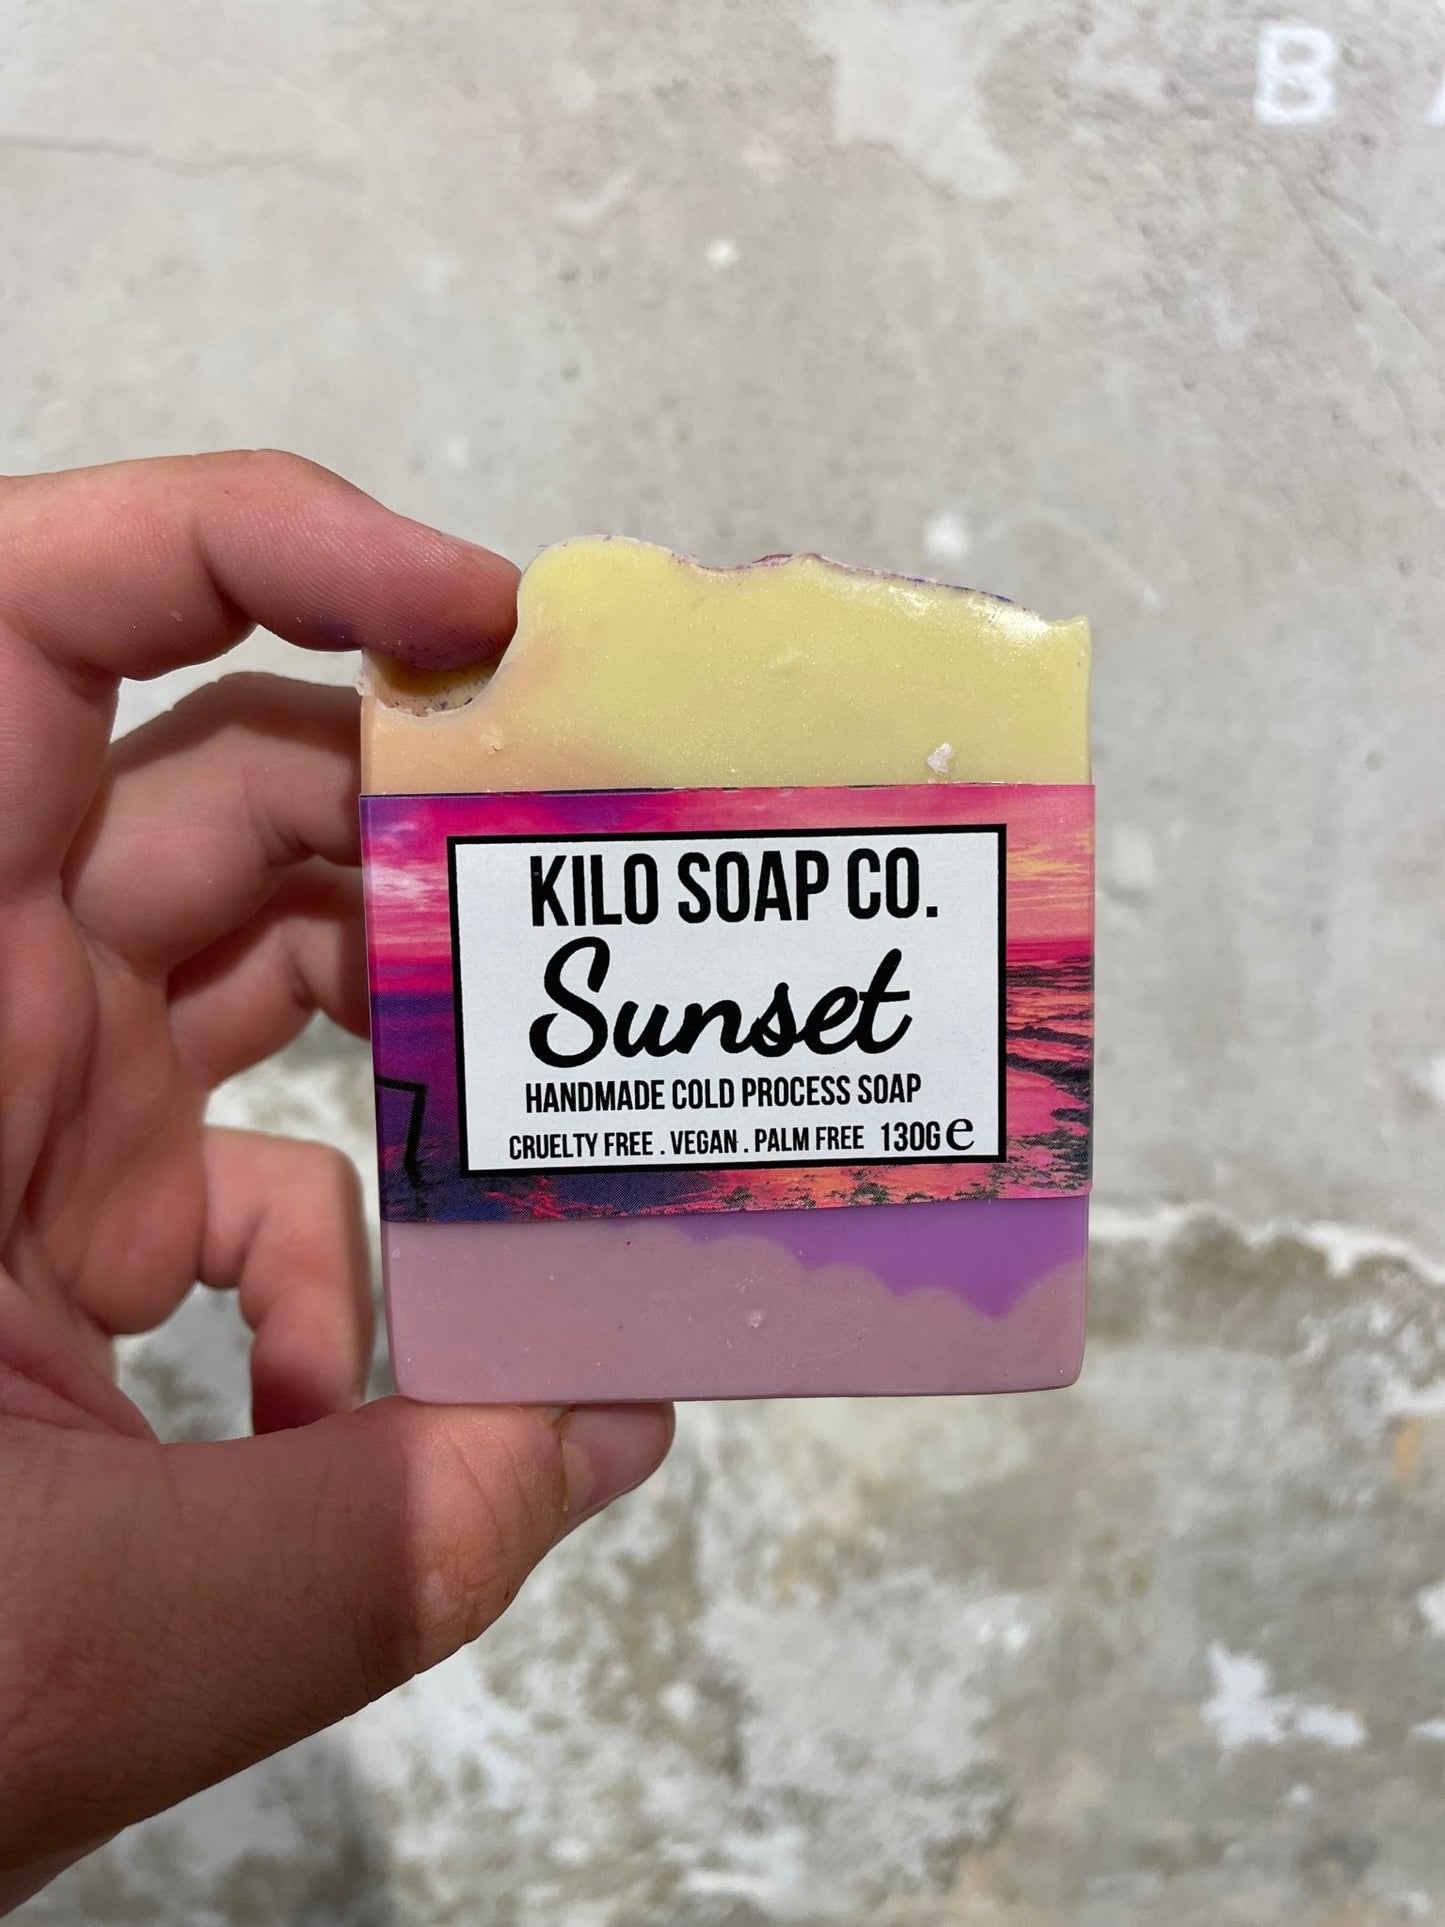 B
KILO SOAP CO.
Sunset
HANDMADE COLD PROCESS SOAP
CRUELTY FREE . VEGAN . PALM FREE 130G e